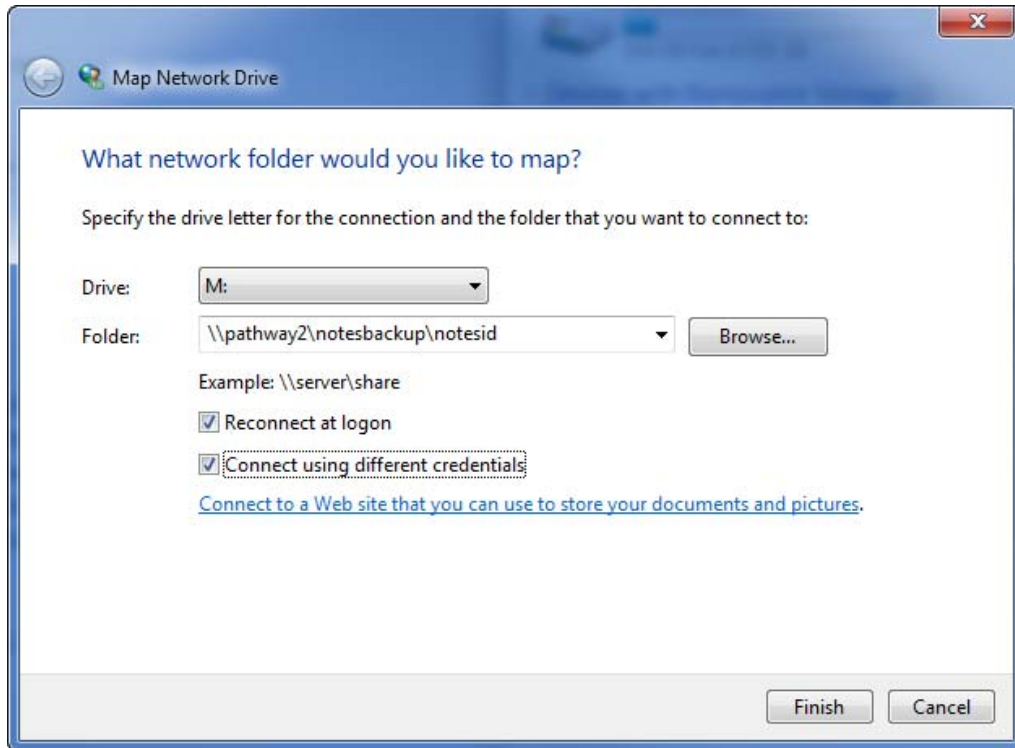 Map Network Drive
What network folder would you like to map?
Specify the drive letter for the connection and the folder that you want to connect to:
Drive: M:
Folder: \\pathway2\notesbackup\notesid Browse...
Example: \\server\share
Reconnect at logon
Connect using different credentials
Connect to a Web site that you can use to store your documents and pictures.
Finish Cancel